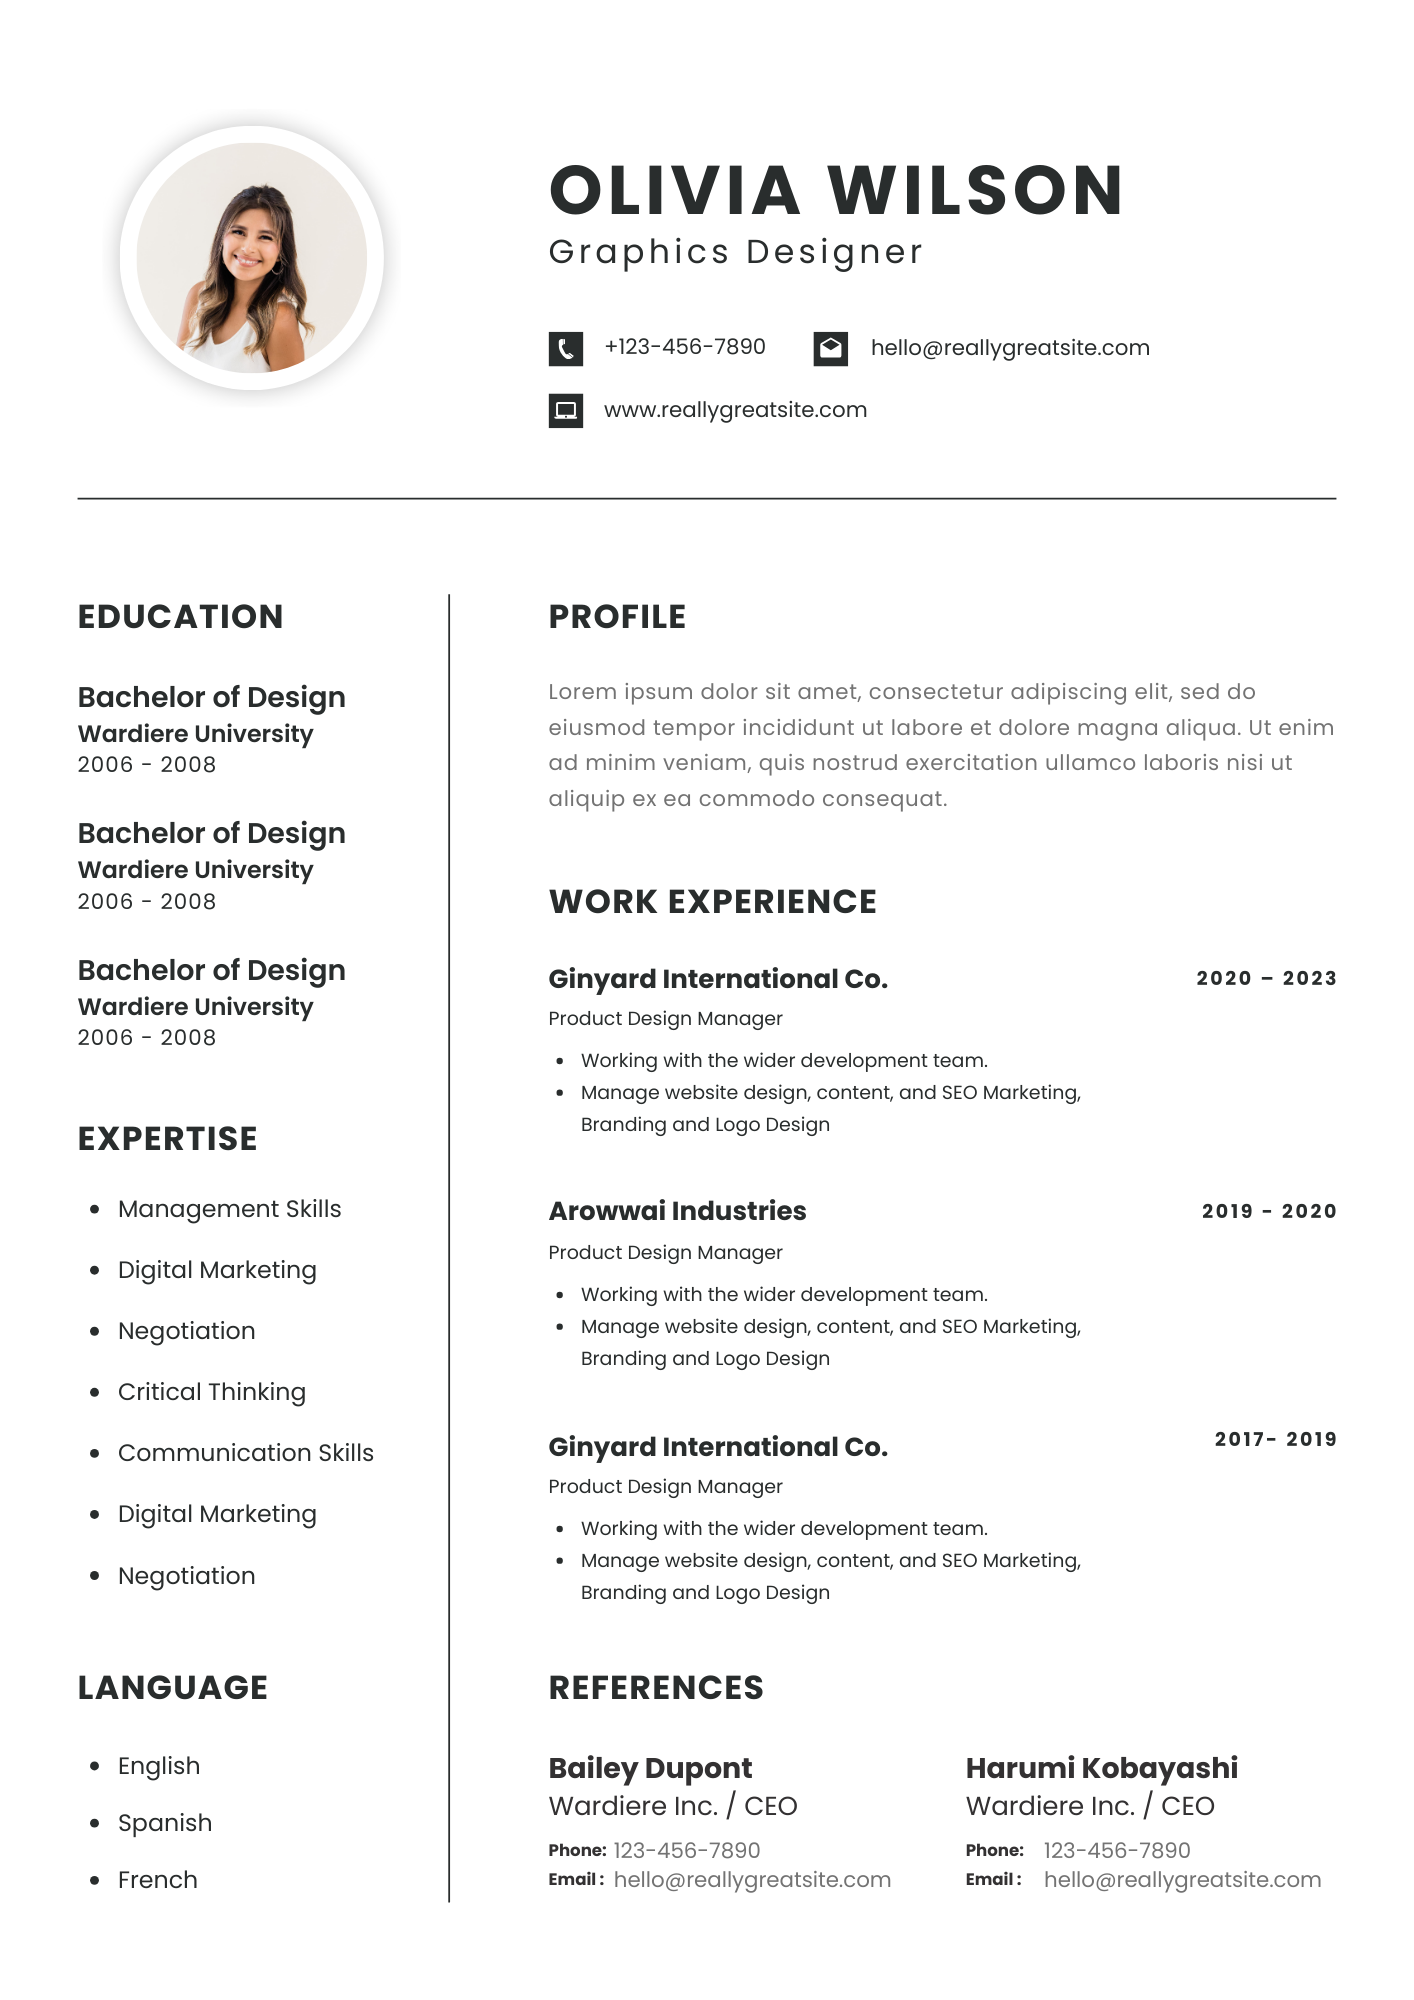 OLIVIA WILSON
Graphics Designer
+123-456-7890
hello@reallygreatsite.com
www.reallygreatsite.com
EDUCATION
Bachelor of Design
Wardiere University
2006 - 2008
Bachelor of Design
Wardiere University
2006 - 2008
Bachelor of Design
Wardiere University
2006 - 2008
EXPERTISE
• Management Skills
• Digital Marketing
• Negotiation
• Critical Thinking
• Communication Skills
• Digital Marketing
• Negotiation
LANGUAGE
• English
• Spanish
• French
PROFILE
Lorem ipsum dolor sit amet, consectetur adipiscing elit, sed do
eiusmod tempor incididunt ut labore et dolore magna aliqua. Ut enim
ad minim veniam, quis nostrud exercitation ullamco laboris nisi ut
aliquip ex ea commodo consequat.
WORK EXPERIENCE
Ginyard International Co. 2020 – 2023
Product Design Manager
• Working with the wider development team.
• Manage website design, content, and SEO Marketing,
Branding and Logo Design
Arowwai Industries 2019 - 2020
Product Design Manager
• Working with the wider development team.
• Manage website design, content, and SEO Marketing,
Branding and Logo Design
Ginyard International Co. 2017- 2019
Product Design Manager
• Working with the wider development team.
• Manage website design, content, and SEO Marketing,
Branding and Logo Design
REFERENCES
Bailey Dupont
Wardiere Inc. / CEO
Phone: 123-456-7890
Email : hello@reallygreatsite.com
Harumi Kobayashi
Wardiere Inc. / CEO
Phone: 123-456-7890
Email : hello@reallygreatsite.com